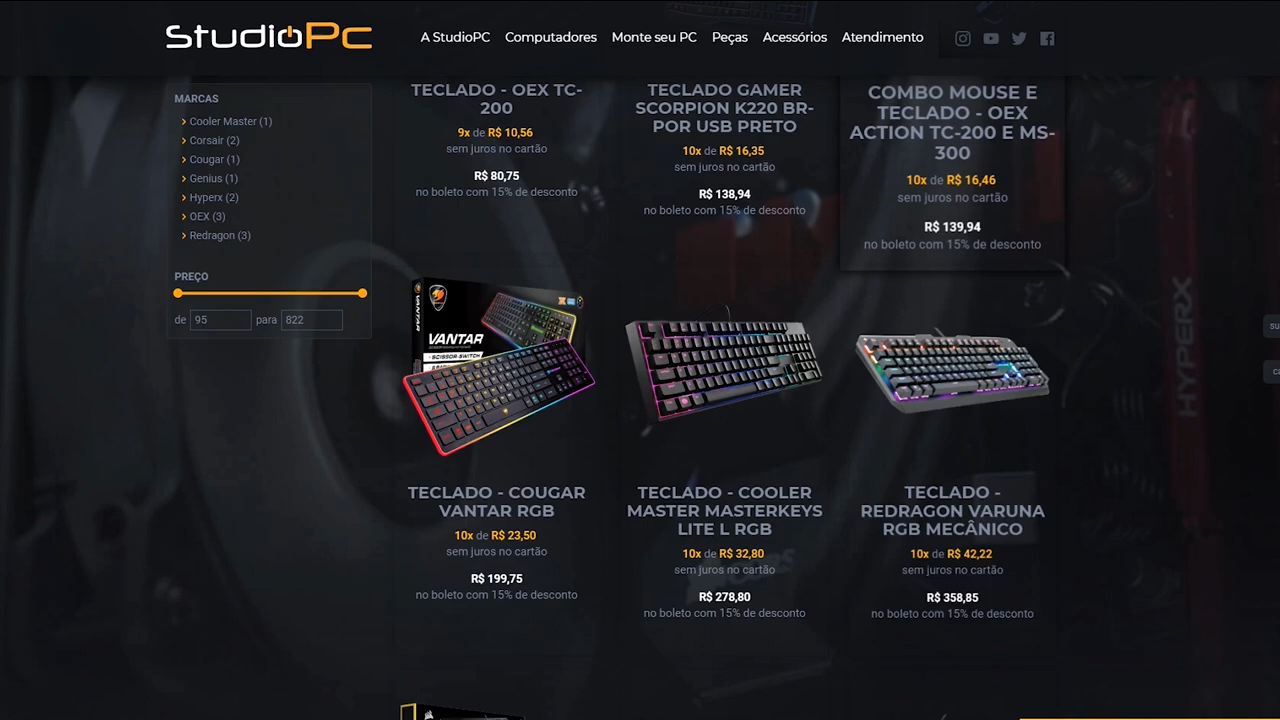 StudioPC
A StudioPC
Computadores
Monte seu PC
Peças
Acessórios
Atendimento
MARCAS
Cooler Master (1)
Corsair (2)
Cougar (1)
Genius (1)
Hyperx (2)
OEX (3)
Redragon (3)
PREÇO
de 95 para 822
TECLADO - OEX TC-
200
9x de R$ 10,56
sem juros no cartão
R$ 80,75
no boleto com 15% de desconto
TECLADO GAMER
SCORPION K220 BR-
POR USB PRETO
10x de R$ 16,35
sem juros no cartão
R$ 138,94
no boleto com 15% de desconto
COMBO MOUSE E
TECLADO - OEX
ACTION TC-200 E MS-
300
10x de R$ 16,46
sem juros no cartão
R$ 139,94
no boleto com 15% de desconto
VANTAR
SCISSOR-SWITCH
TECLADO - COUGAR
VANTAR RGB
10x de R$ 23,50
sem juros no cartão
R$ 199,75
no boleto com 15% de desconto
TECLADO - COOLER
MASTER MASTERKEYS
LITE L RGB
10x de R$ 32,80
sem juros no cartão
R$ 278,80
no boleto com 15% de desconto
TECLADO -
REDRAGON VARUNA
RGB MECÂNICO
10x de R$ 42,22
sem juros no cartão
R$ 358,85
no boleto com 15% de desconto
HYPERX